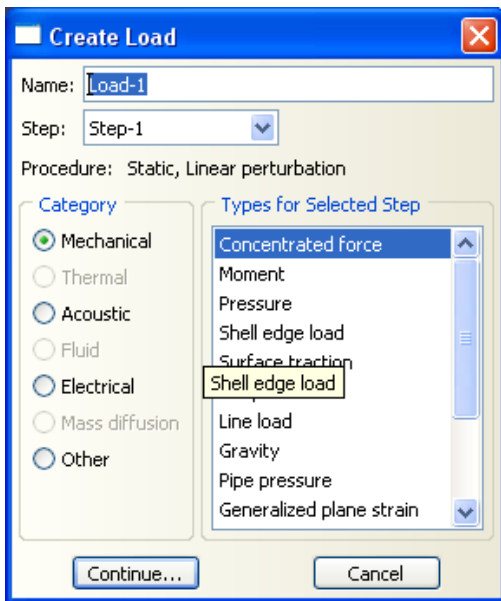 Create Load
Name: Load-1
Step: Step-1
Procedure: Static, Linear perturbation
Category
Mechanical
Thermal
Acoustic
Fluid
Electrical
Mass diffusion
Other
Types for Selected Step
Concentrated force
Moment
Pressure
Shell edge load
Surface traction
Shell edge load
Line load
Gravity
Pipe pressure
Generalized plane strain
Continue...
Cancel